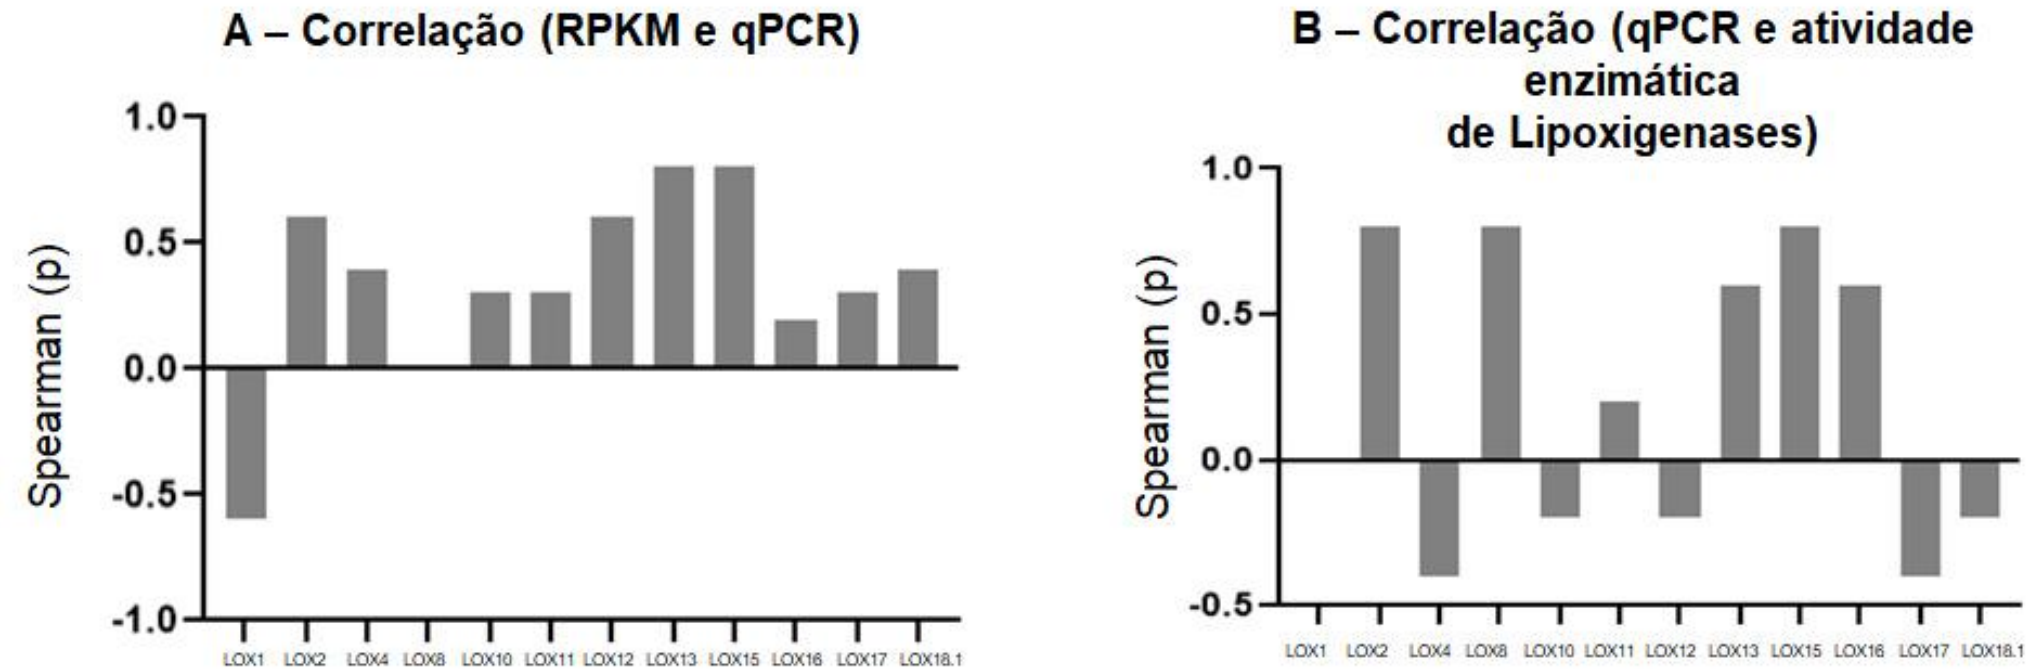 A – Correlação (RPKM e qPCR)
1.0
0.5
0.0
-0.5
-1.0
Spearman (p)
LOX1 LOX2 LOX4 LOX8 LOX10 LOX11 LOX12 LOX13 LOX15 LOX16 LOX17 LOX18.1
B – Correlação (qPCR e atividade
enzimática
de Lipoxigenases)
1.0
0.5
0.0
-0.5
Spearman (p)
LOX1 LOX2 LOX4 LOX8 LOX10 LOX11 LOX12 LOX13 LOX15 LOX16 LOX17 LOX18.1